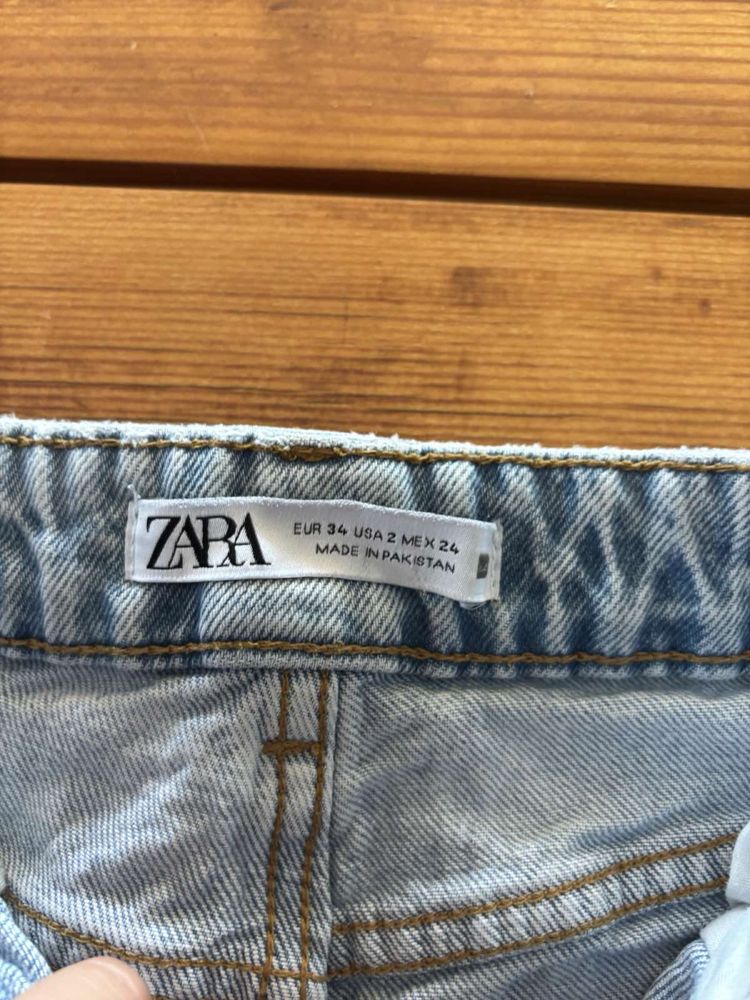 ZARA
EUR 34 USA 2 MEX 24
MADE IN PAKISTAN